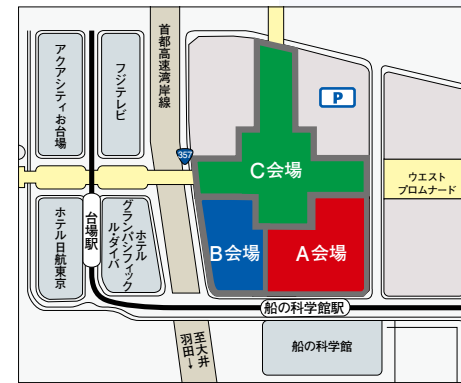 アクアシティお台場
フジテレビ
首都高速湾岸線
P
357
C会場
ウエスト
プロムナード
ホテル日航東京
台場駅
ホテル
グランパシフィック
ル・ダイバ
B会場
A会場
船の科学館駅
至大井
羽田→
船の科学館